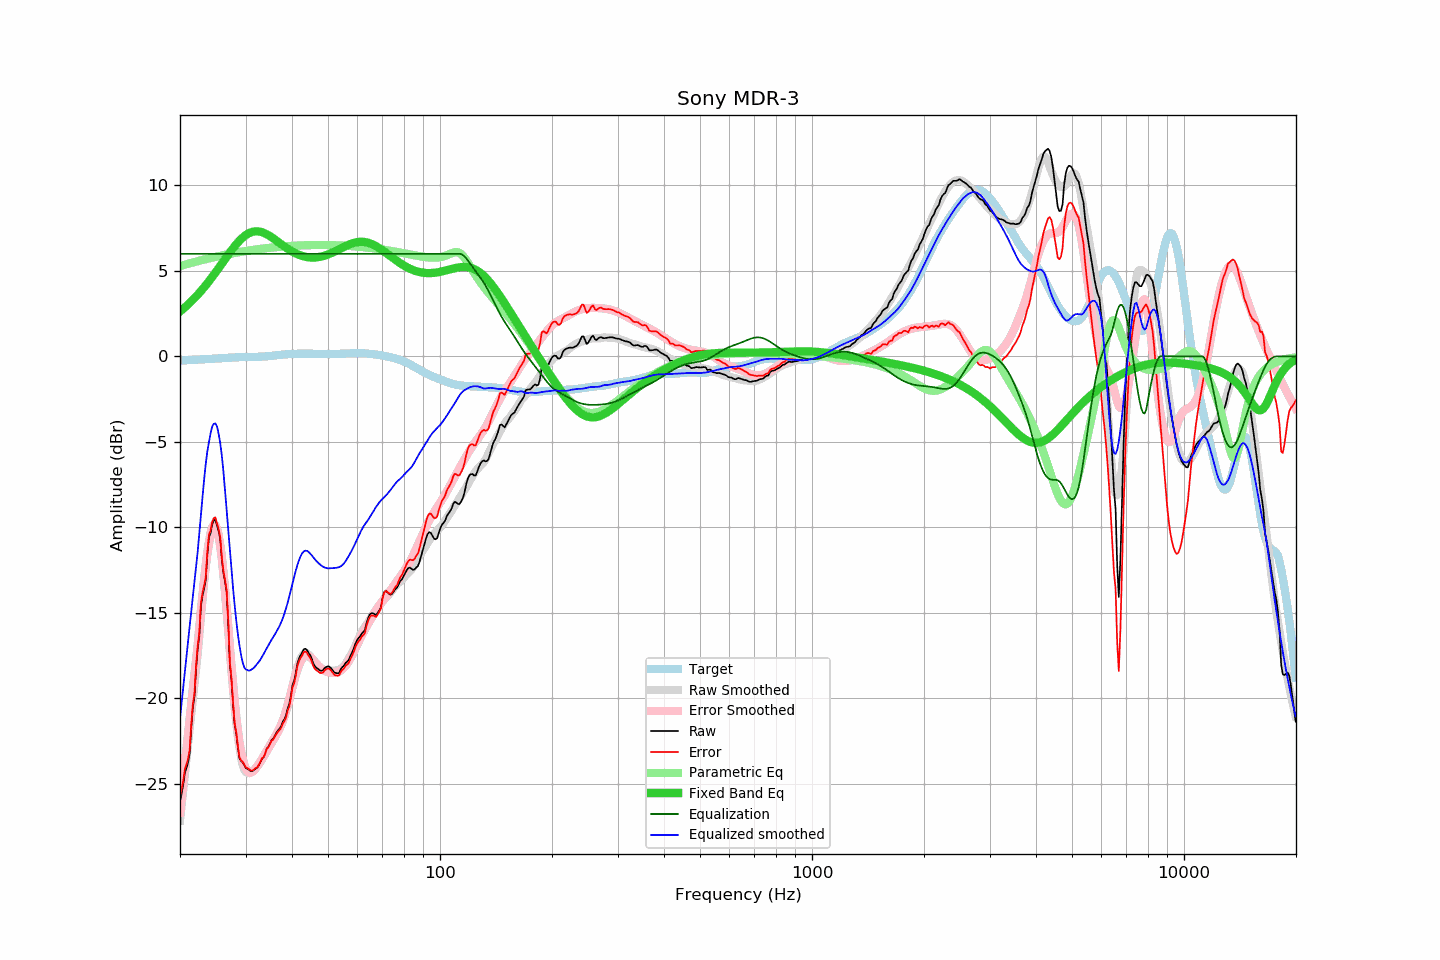 Sony MDR-3
Amplitude (dBr)
10
5
0
−5
−10
−15
−20
−25
Target
Raw Smoothed
Error Smoothed
Raw
Error
Parametric Eq
Fixed Band Eq
Equalization
Equalized smoothed
100
1000
10000
Frequency (Hz)